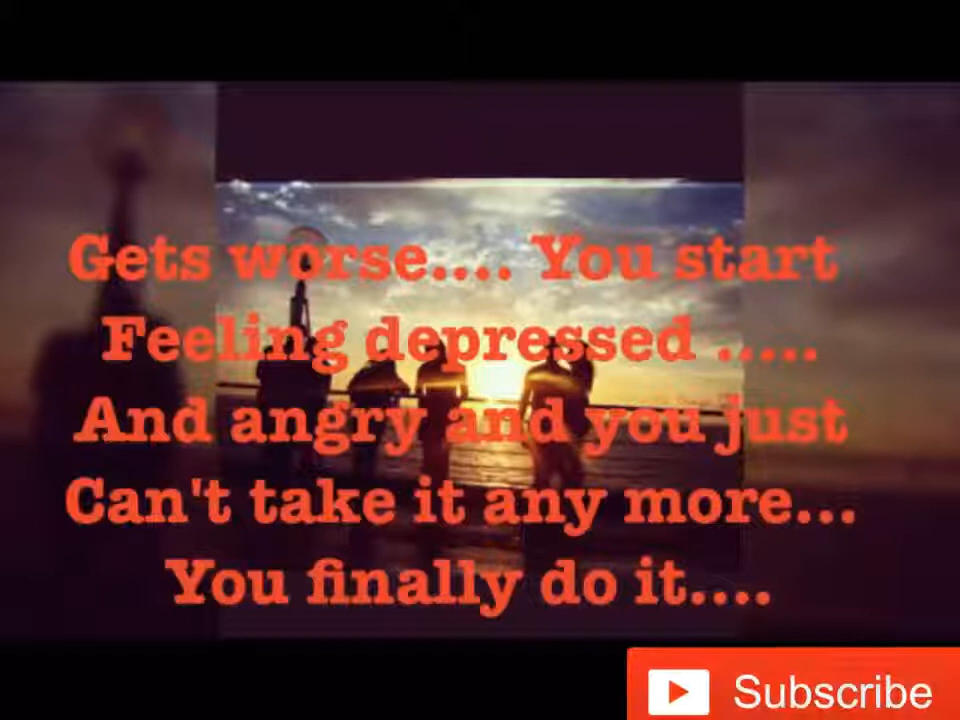 Gets worse.... You start
Feeling depressed .....
And angry and you just
Can't take it any more...
You finally do it....
Subscribe